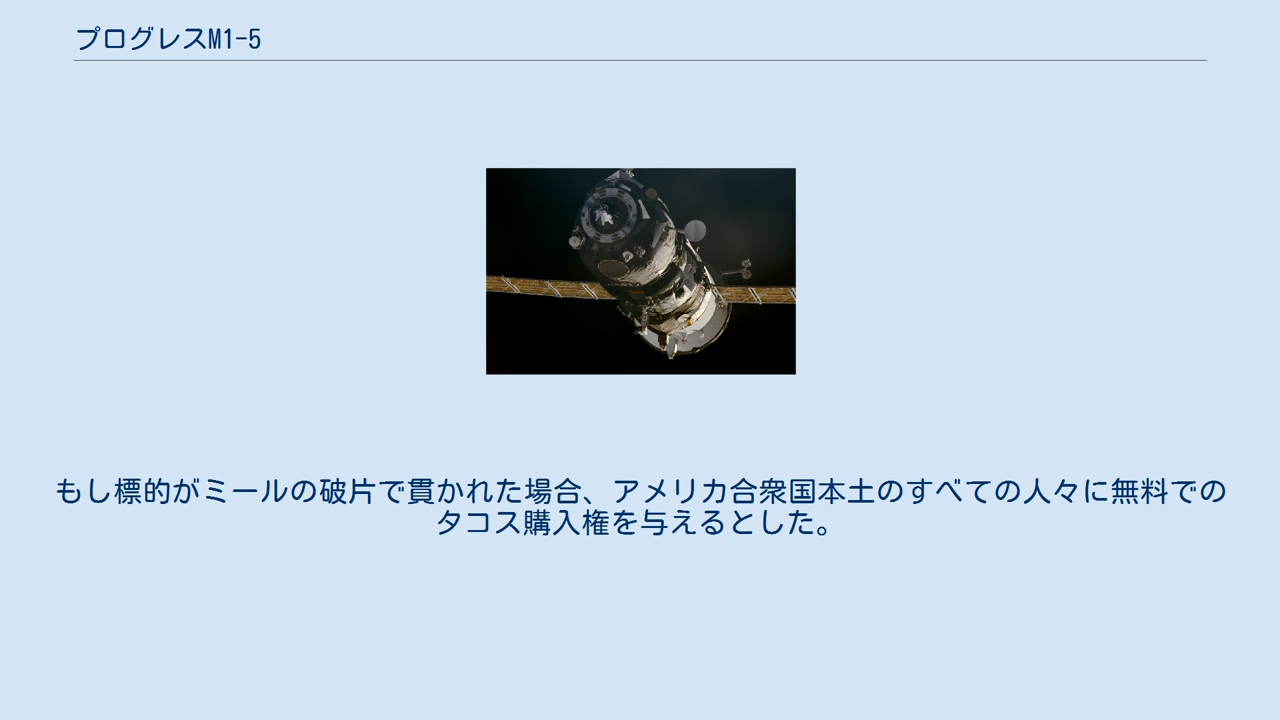 プログレスM1-5
もし標的がミールの破片で貫かれた場合、アメリカ合衆国本土のすべての人々に無料での
タコス購入権を与えるとした。